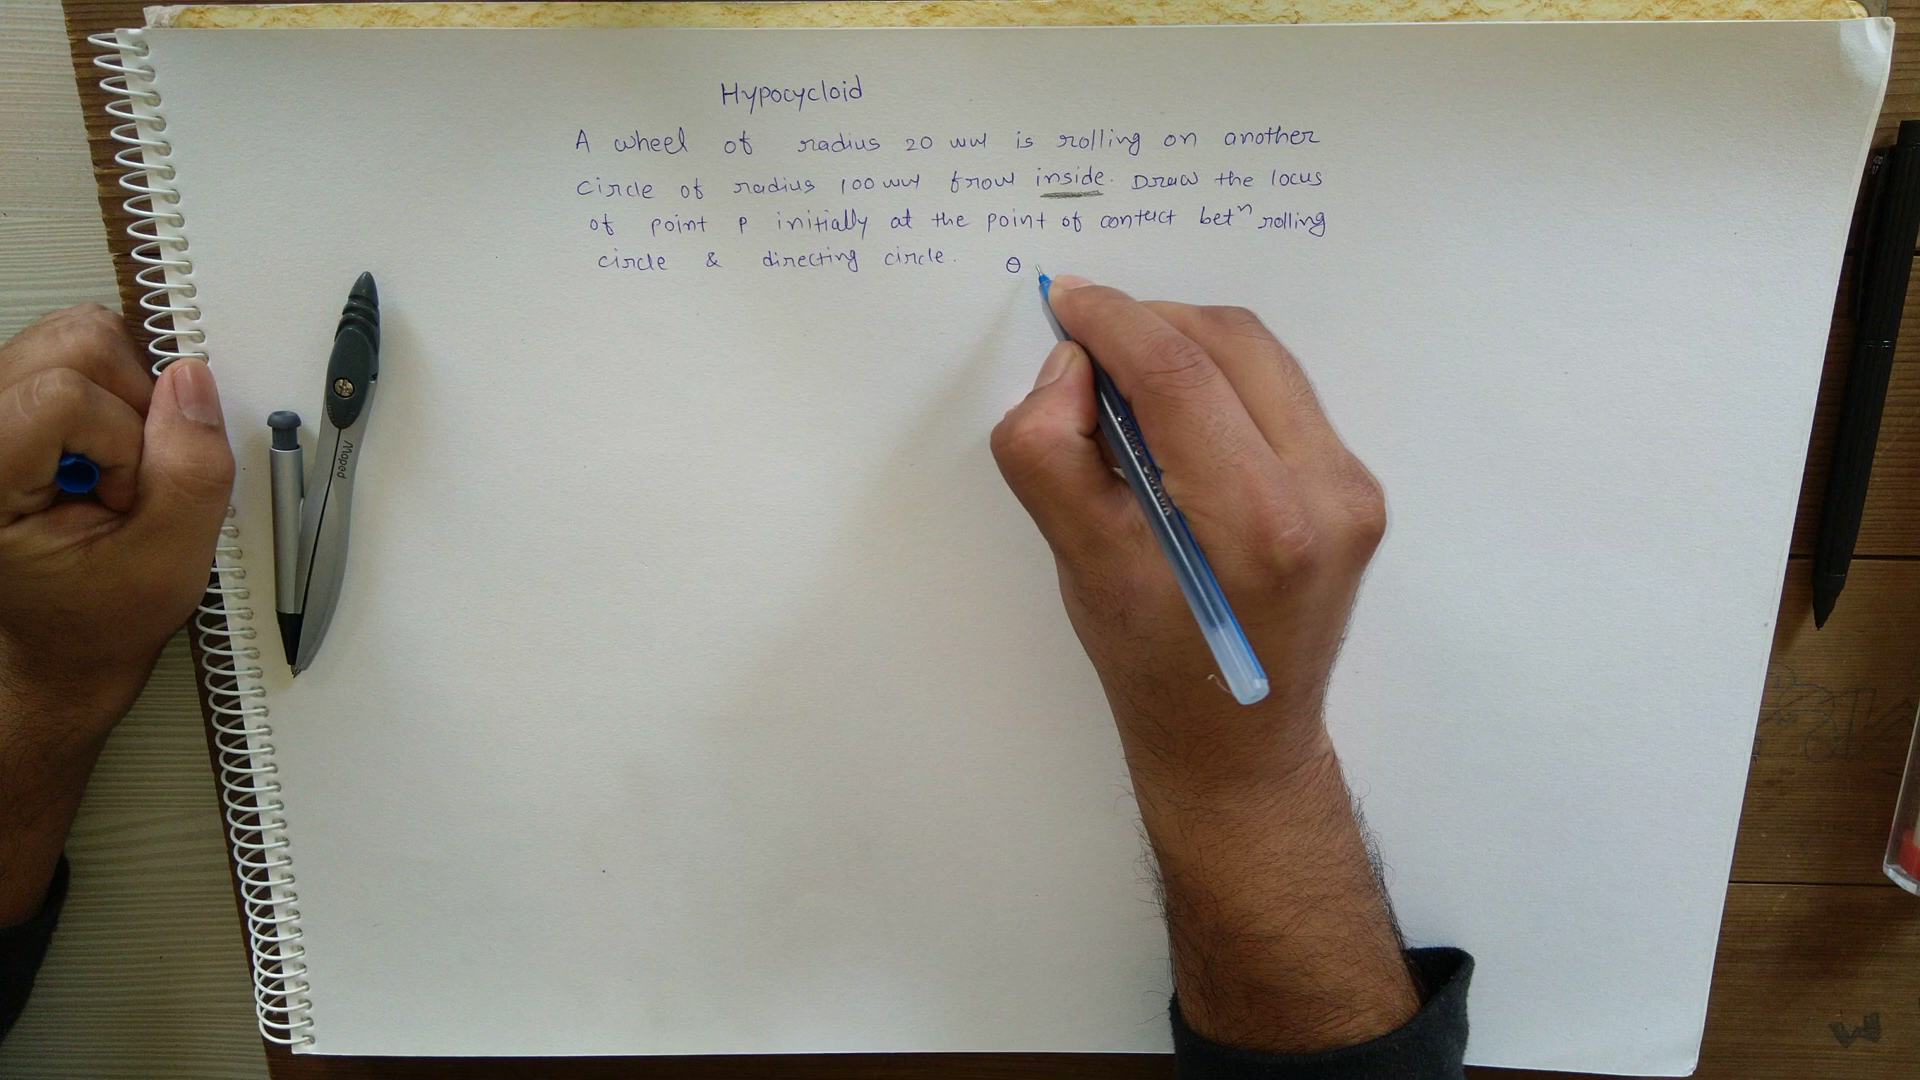 Hypocycloid
A wheel of radius 20 mm is rolling on another
circle of radius 100 mm from inside. Draw the locus
of point P initially at the point of contact betⁿ rolling
circle & directing circle. θ
Maped